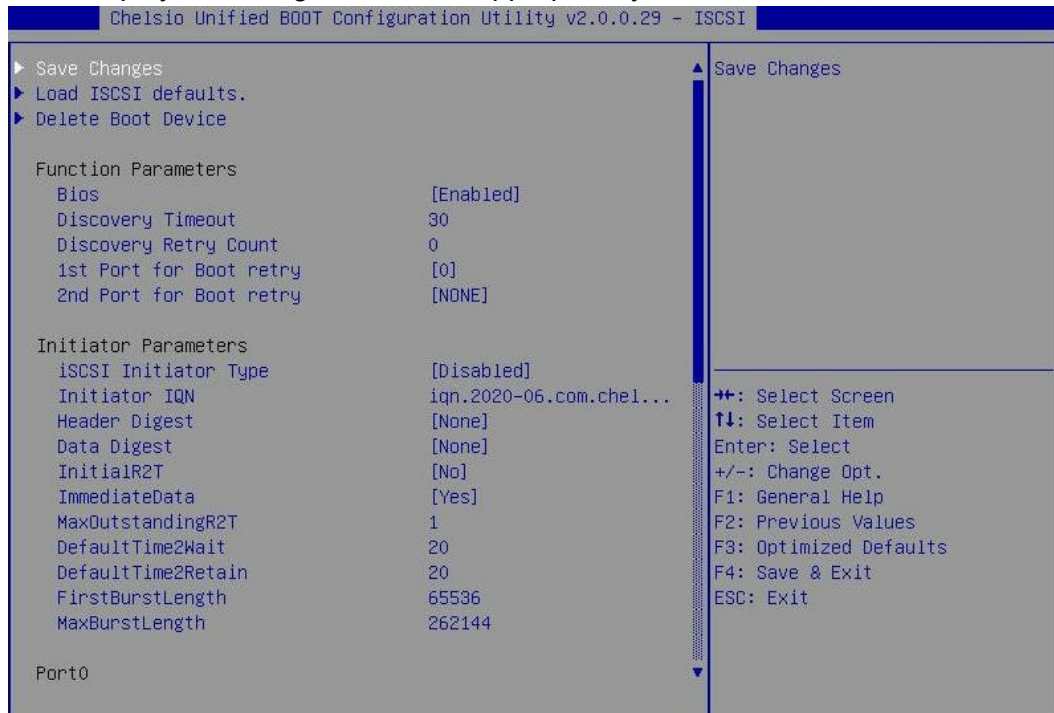 Chelsio Unified BOOT Configuration Utility v2.0.0.29 - ISCSI
Save Changes
Load ISCSI defaults.
Delete Boot Device
Function Parameters
Bios [Enabled]
Discovery Timeout 30
Discovery Retry Count 0
1st Port for Boot retry [0]
2nd Port for Boot retry [NONE]
Initiator Parameters
iSCSI Initiator Type [Disabled]
Initiator IQN iqn.2020-06.com.chel...
Header Digest [None]
Data Digest [None]
InitialR2T [No]
ImmediateData [Yes]
MaxOutstandingR2T 1
DefaultTime2Wait 20
DefaultTime2Retain 20
FirstBurstLength 65536
MaxBurstLength 262144
Port0
Save Changes
→←: Select Screen
↑↓: Select Item
Enter: Select
+/-: Change Opt.
F1: General Help
F2: Previous Values
F3: Optimized Defaults
F4: Save & Exit
ESC: Exit